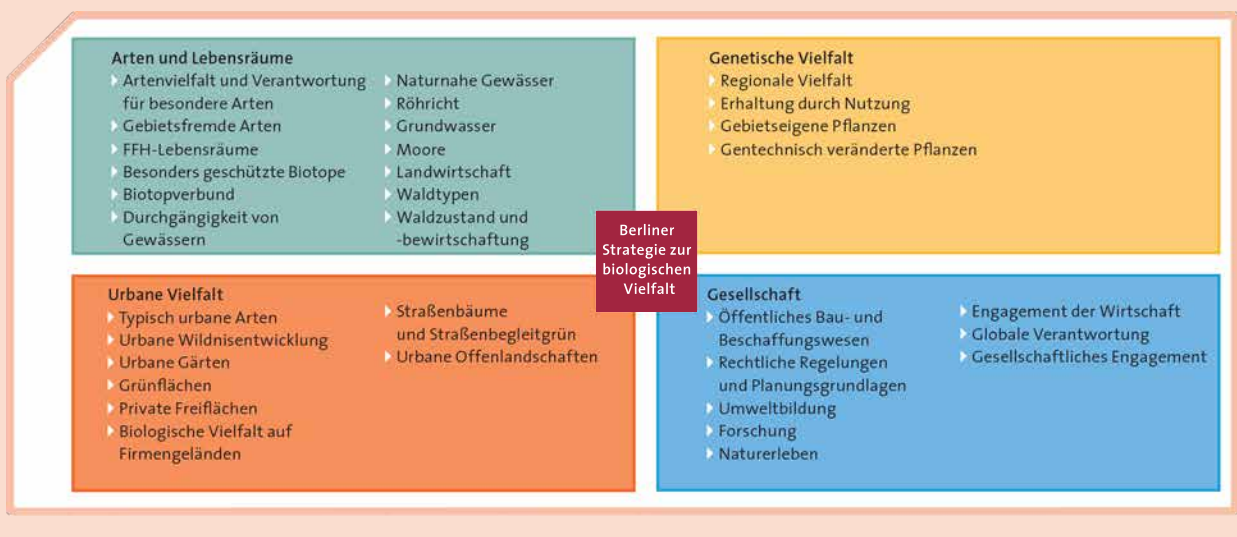 Arten und Lebensräume
Artenvielfalt und Verantwortung
für besondere Arten
Gebietsfremde Arten
FFH-Lebensräume
Besonders geschützte Biotope
Biotopverbund
Durchgängigkeit von
Gewässern
Naturnahe Gewässer
Röhricht
Grundwasser
Moore
Landwirtschaft
Waldtypen
Waldzustand und
-bewirtschaftung
Genetische Vielfalt
Regionale Vielfalt
Erhaltung durch Nutzung
Gebietseigene Pflanzen
Gentechnisch veränderte Pflanzen
Berliner
Strategie zur
biologischen
Vielfalt
Urbane Vielfalt
Typisch urbane Arten
Urbane Wildnisentwicklung
Urbane Gärten
Grünflächen
Private Freiflächen
Biologische Vielfalt auf
Firmengeländen
Straßenbäume
und Straßenbegleitgrün
Urbane Offenlandschaften
Gesellschaft
Öffentliches Bau- und
Beschaffungswesen
Rechtliche Regelungen
und Planungsgrundlagen
Umweltbildung
Forschung
Naturerleben
Engagement der Wirtschaft
Globale Verantwortung
Gesellschaftliches Engagement